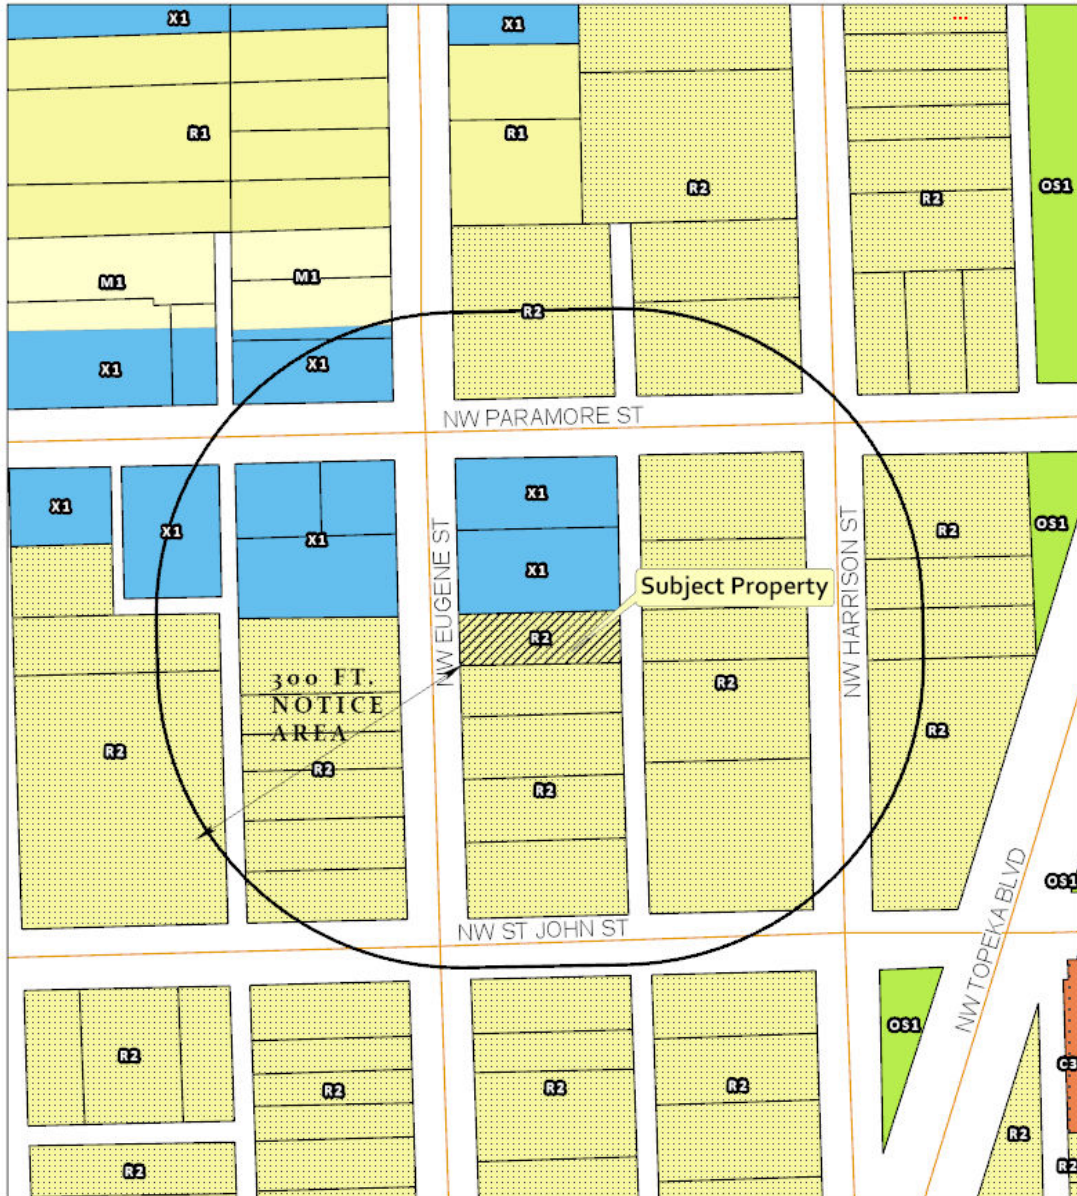 X1
X1
...
R1
R1
R2
OS1
R2
M1
M1
R2
X1
X1
NW PARAMORE ST
X1
X1
X1
X1
R2
OS1
NW EUGENE ST
NW HARRISON ST
X1
Subject Property
R2
300 FT.
NOTICE
AREA
R2
R2
R2
R2
R2
OS1
NW ST JOHN ST
NW TOPEKA BLVD
OS1
R2
R2
R2
R2
C3
R2
R2
R2